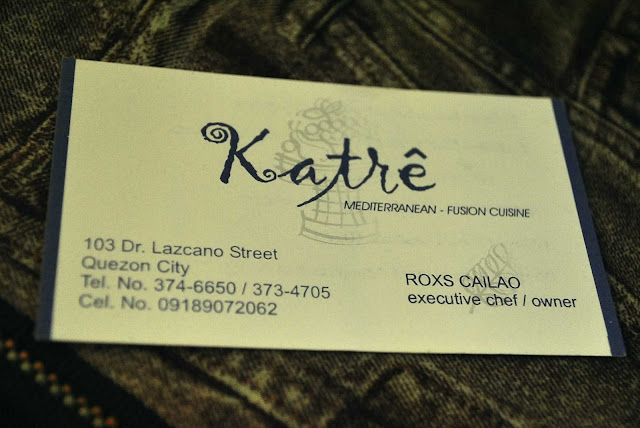 Katrê
MEDITERRANEAN - FUSION CUISINE
103 Dr. Lazcano Street
Quezon City
Tel. No. 374-6650 / 373-4705
Cel. No. 09189072062
ROXS CAILAO
executive chef / owner